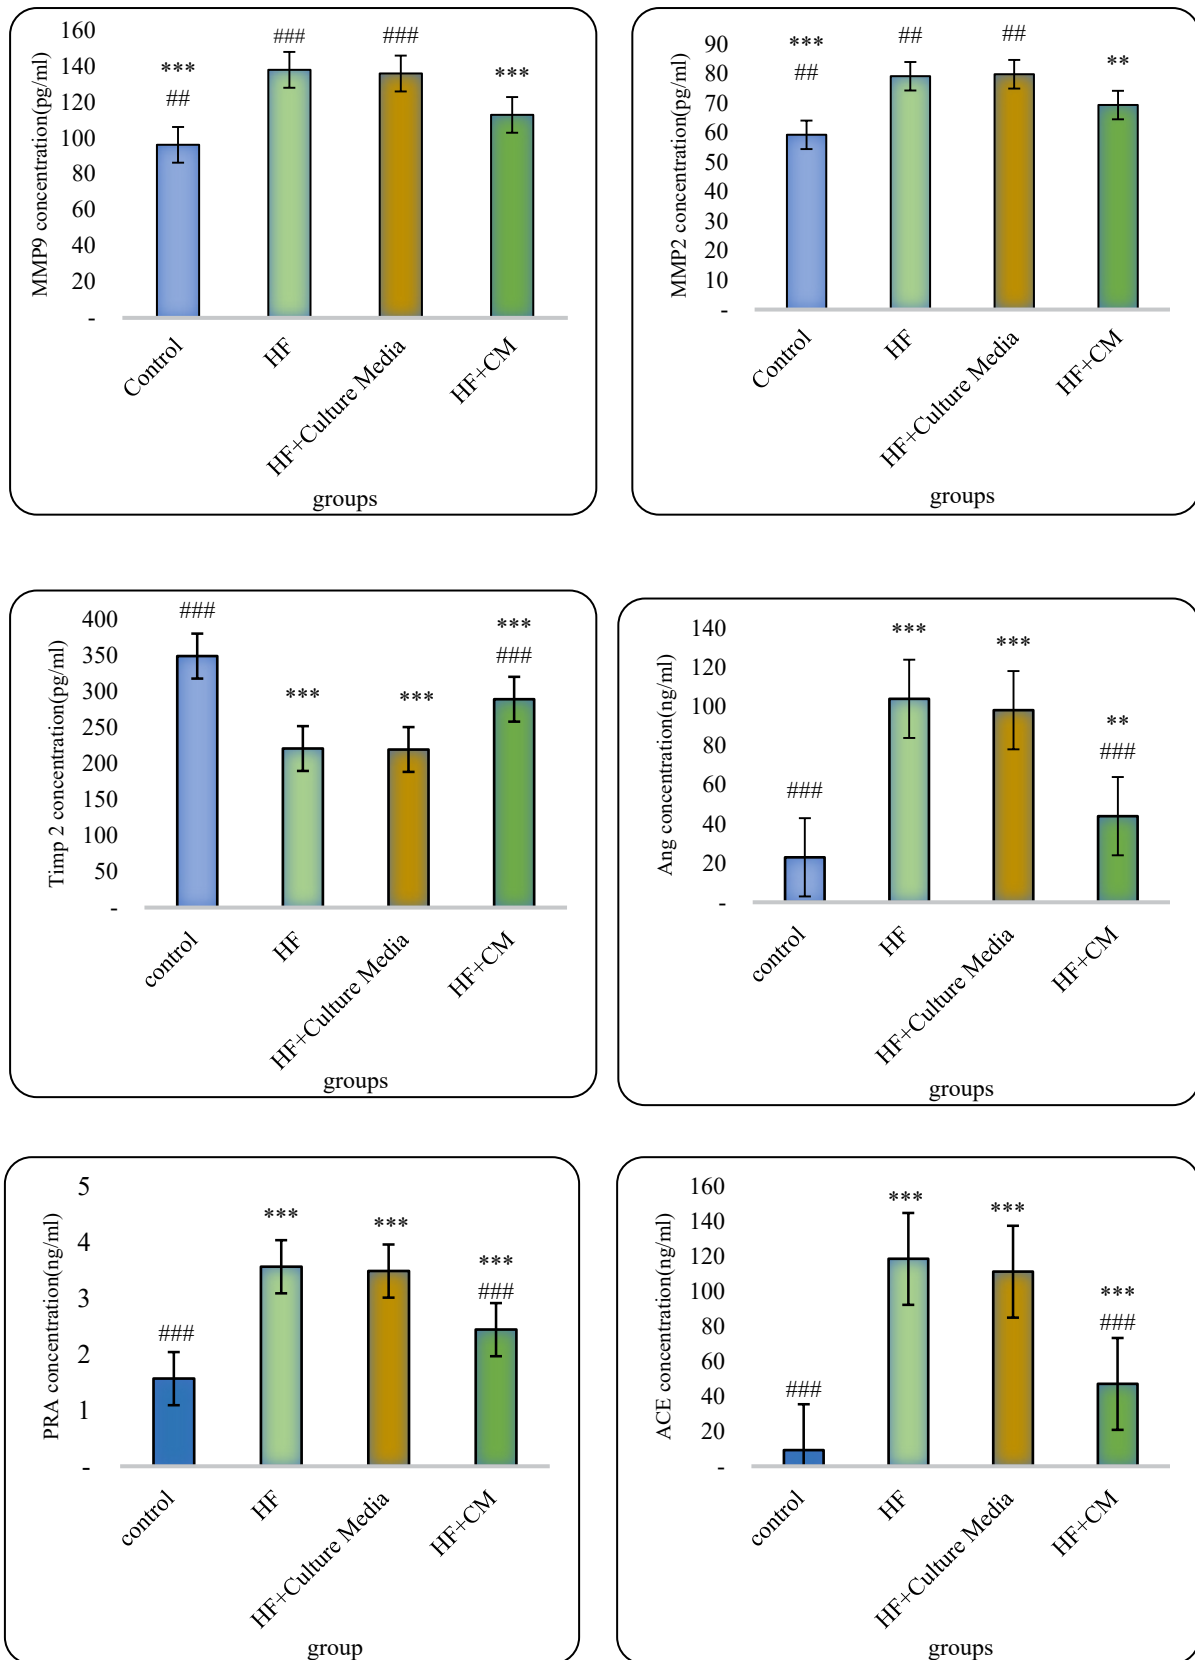 MMP9 concentration(pg/ml)
160
140
120
100
80
60
40
20
-
***
##
###
###
***
Control
HF
HF+Culture Media
HF+CM
groups
MMP2 concentration(pg/ml)
90
80
70
60
50
40
30
20
10
-
***
##
##
##
**
Control
HF
HF+Culture Media
HF+CM
groups
Timp 2 concentration(pg/ml)
400
350
300
250
200
150
100
50
-
###
***
***
***
###
control
HF
HF+Culture Media
HF+CM
groups
Ang concentration(ng/ml)
140
120
100
80
60
40
20
-
###
***
***
**
###
control
HF
HF+Culture Media
HF+CM
groups
PRA concentration(ng/ml)
5
4
3
2
1
-
###
***
***
***
###
control
HF
HF+Culture Media
HF+CM
group
ACE concentration(ng/ml)
160
140
120
100
80
60
40
20
-
###
***
***
***
###
control
HF
HF+Culture Media
HF+CM
groups